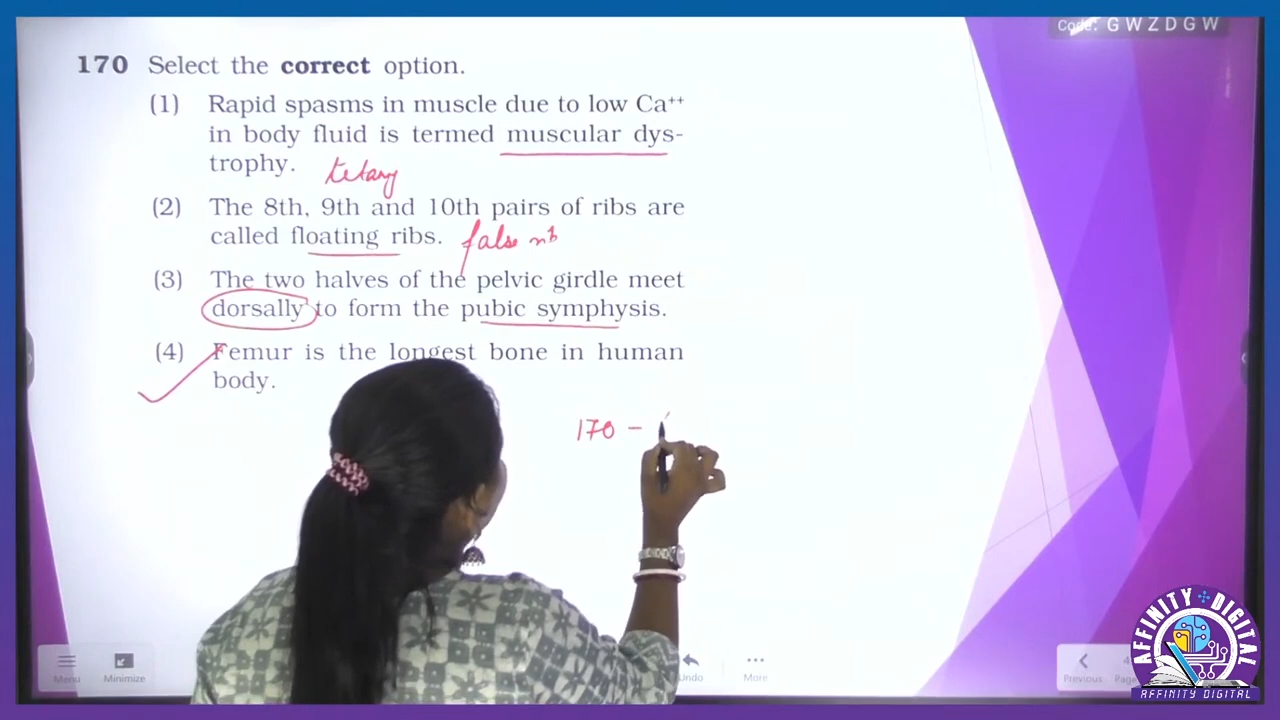 Code: G W Z D G W
170 Select the correct option.
(1) Rapid spasms in muscle due to low Ca⁺⁺
in body fluid is termed muscular dys-
trophy. tetany
(2) The 8th, 9th and 10th pairs of ribs are
called floating ribs. false rib
(3) The two halves of the pelvic girdle meet
dorsally to form the pubic symphysis.
(4) Femur is the longest bone in human
body.
170 -
Menu
Minimize
Undo
More
Previous
Page
AFFINITY DIGITAL
AFFINITY DIGITAL